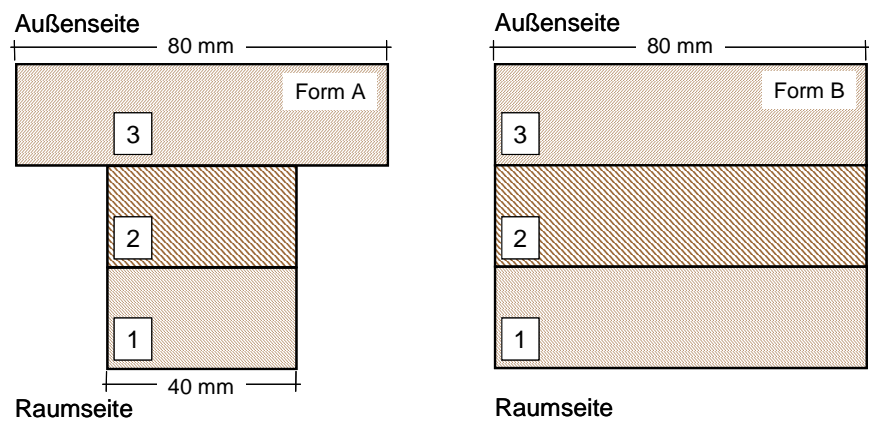 Außenseite
80 mm
Form A
3
2
1
40 mm
Raumseite
Außenseite
80 mm
Form B
3
2
1
Raumseite